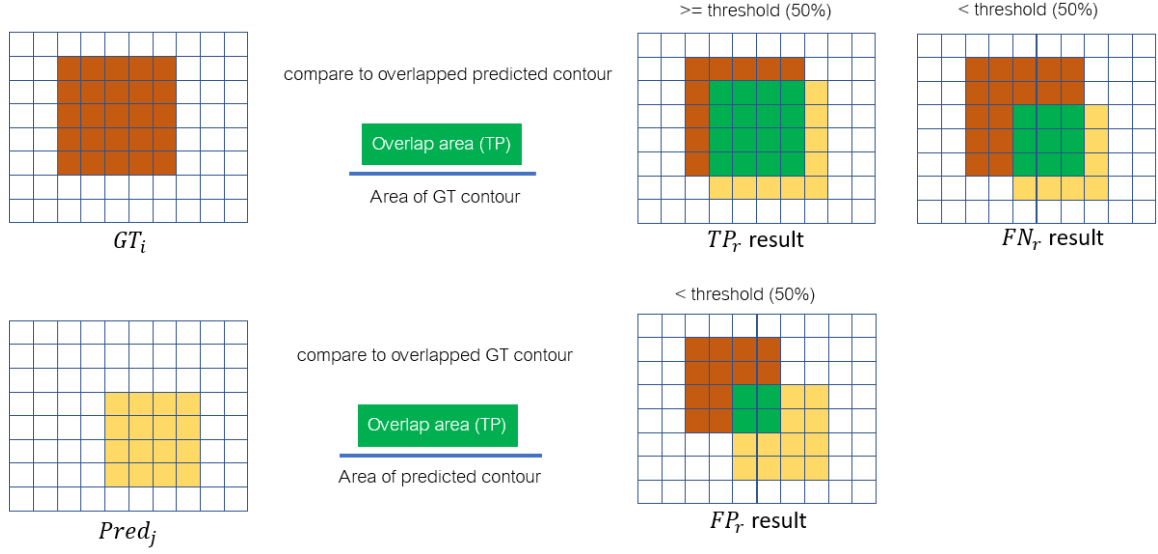 >= threshold (50%)
< threshold (50%)
compare to overlapped predicted contour
Overlap area (TP)
Area of GT contour
GT_i
TP_r result
FN_r result
< threshold (50%)
compare to overlapped GT contour
Overlap area (TP)
Area of predicted contour
Pred_j
FP_r result